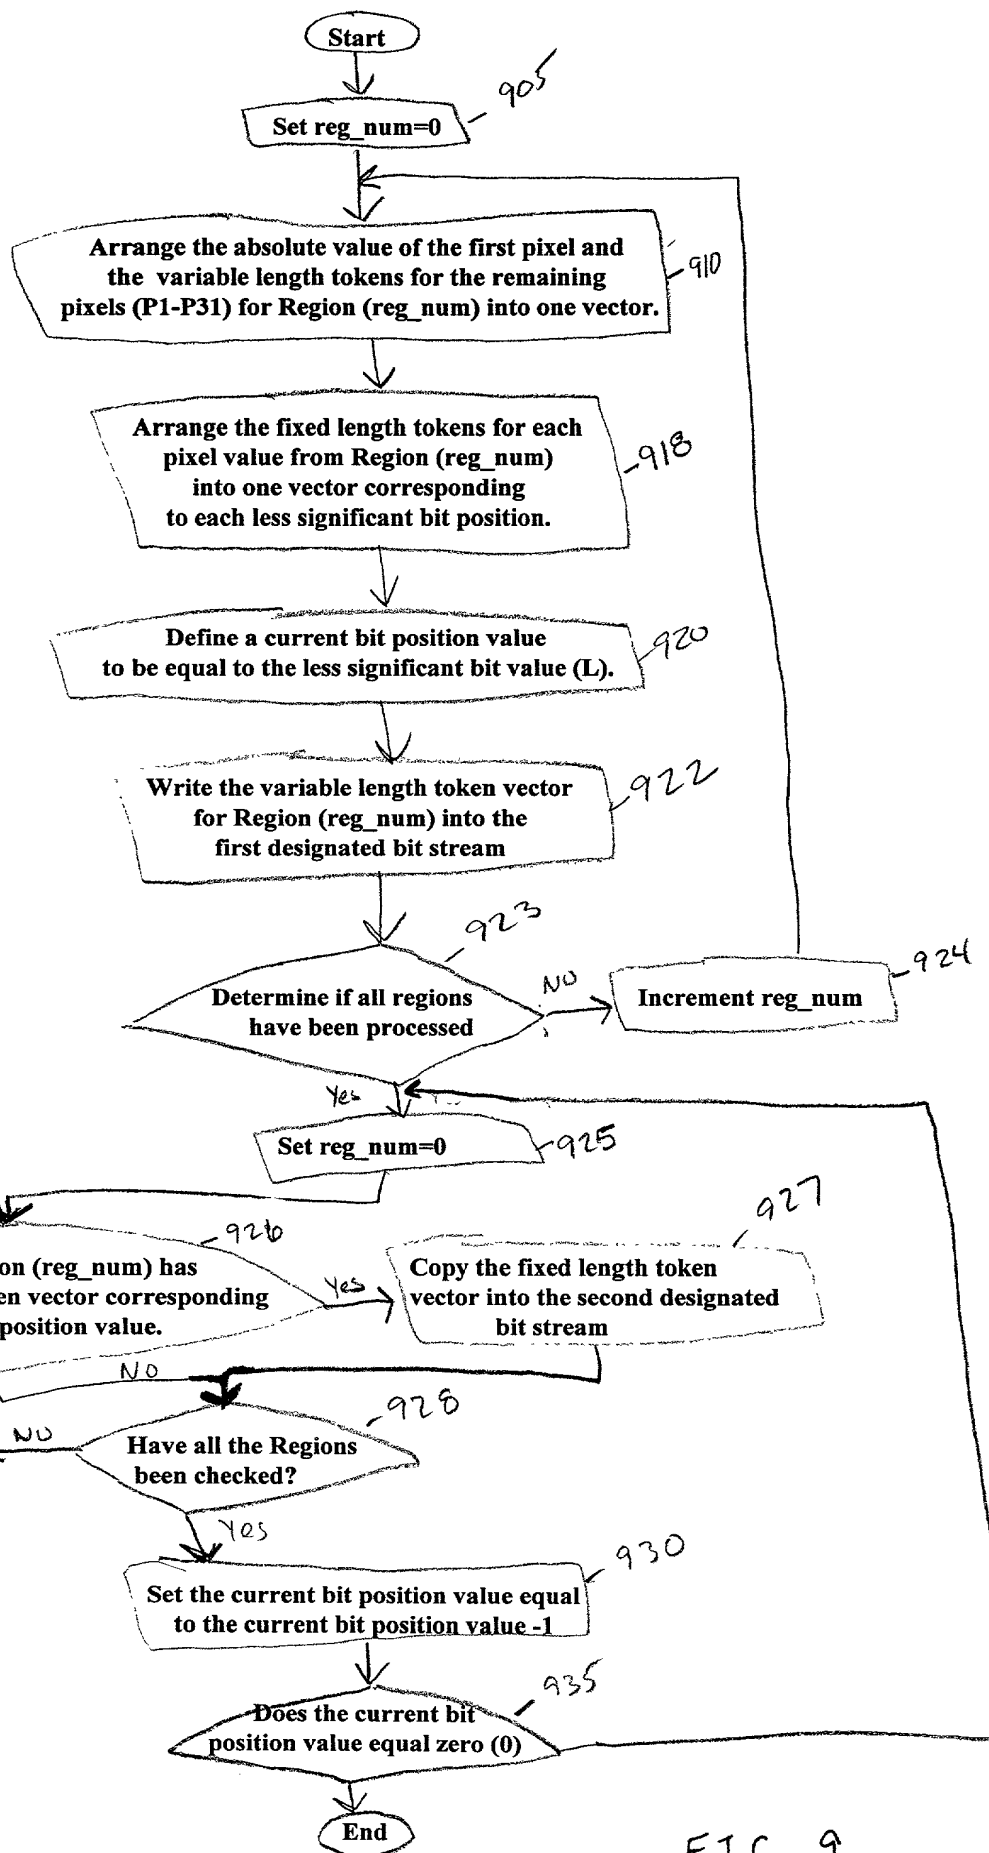 Start
905
Set reg_num=0
Arrange the absolute value of the first pixel and
the variable length tokens for the remaining
pixels (P1-P31) for Region (reg_num) into one vector.
910
Arrange the fixed length tokens for each
pixel value from Region (reg_num)
into one vector corresponding
to each less significant bit position.
918
Define a current bit position value
to be equal to the less significant bit value (L).
920
Write the variable length token vector
for Region (reg_num) into the
first designated bit stream
922
923
Determine if all regions
have been processed
NO
Increment reg_num
924
Yes
Set reg_num=0
925
926
on (reg_num) has
en vector corresponding
position value.
Yes
927
Copy the fixed length token
vector into the second designated
bit stream
NO
928
NO
Have all the Regions
been checked?
Yes
930
Set the current bit position value equal
to the current bit position value -1
935
Does the current bit
position value equal zero (0)
End
FIG 9